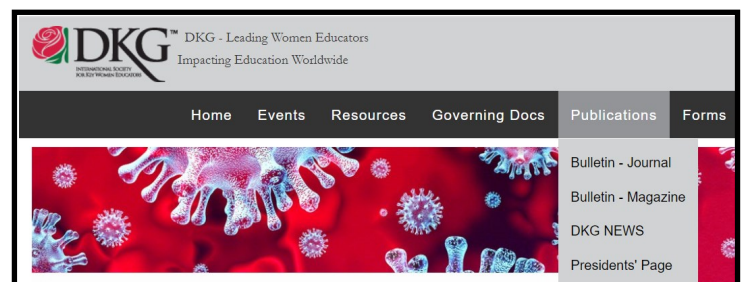 DKG™
INTERNATIONAL SOCIETY
FOR KEY WOMEN EDUCATORS
DKG - Leading Women Educators
Impacting Education Worldwide
Home Events Resources Governing Docs Publications Forms
Bulletin - Journal
Bulletin - Magazine
DKG NEWS
Presidents' Page